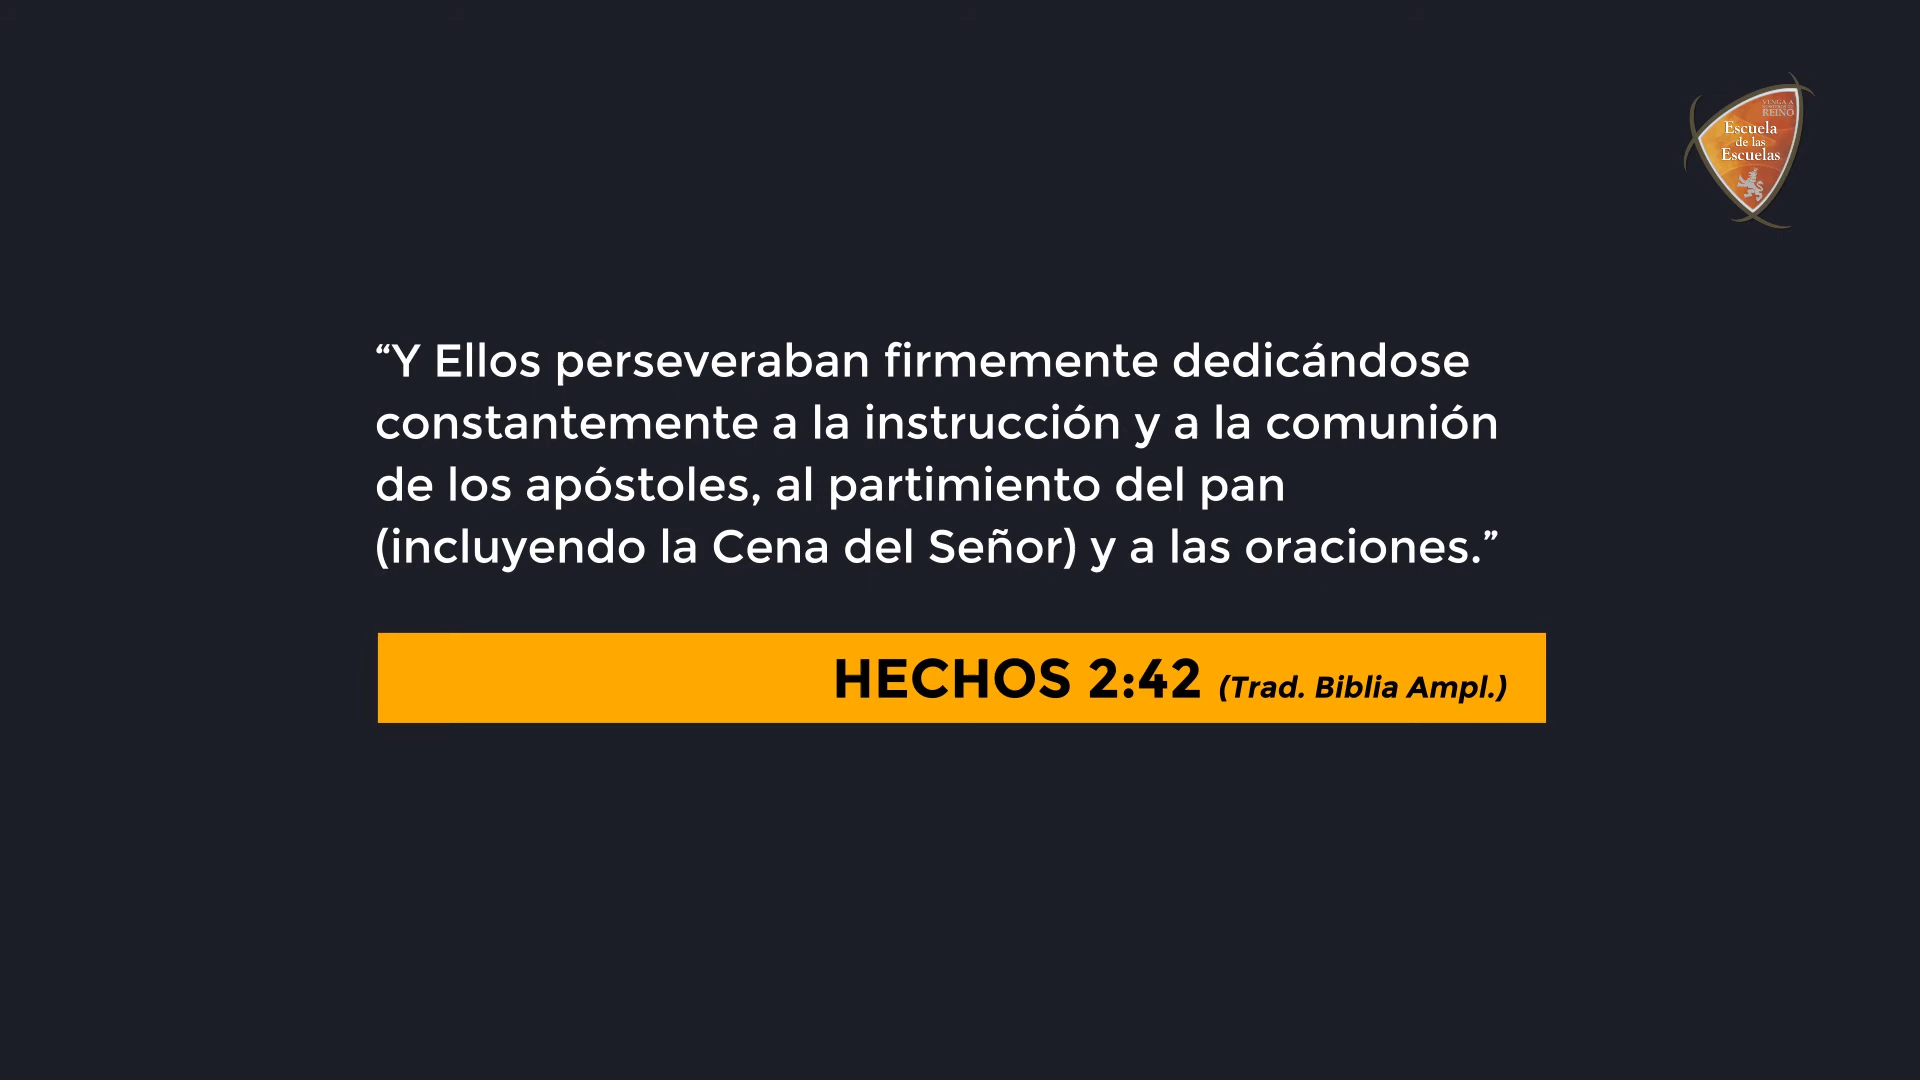 VENGA A
REINO
Escuela
de las
Escuelas
“Y Ellos perseveraban firmemente dedicándose
constantemente a la instrucción y a la comunión
de los apóstoles, al partimiento del pan
(incluyendo la Cena del Señor) y a las oraciones.”
HECHOS 2:42 (Trad. Biblia Ampl.)